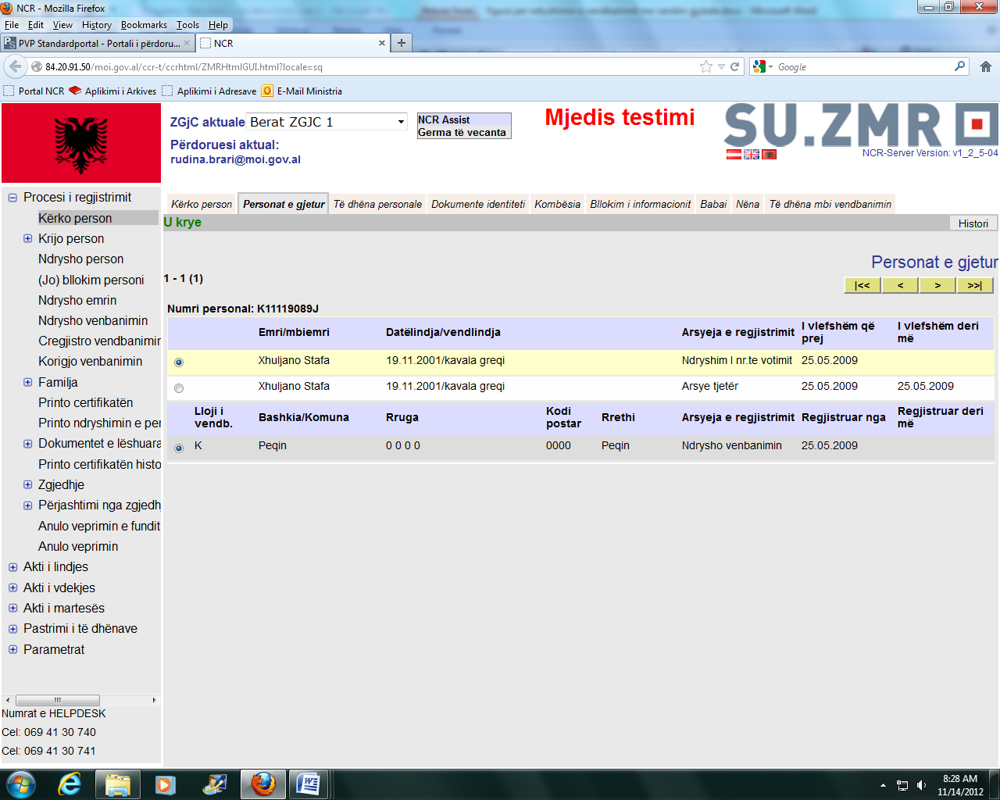 NCR - Mozilla Firefox
File Edit View History Bookmarks Tools Help
PVP Standardportal - Portali i përdoru... NCR
84.20.91.50/moi.gov.al/ccr-t/ccrhtml/ZMRHtmlGUI.html?locale=sq
Google
Portal NCR Aplikimi i Arkives Aplikimi i Adresave E-Mail Ministria
ZGjC aktuale Berat ZGJC 1
NCR Assist
Germa të vecanta
Mjedis testimi
SU.ZMR
Përdoruesi aktual:
rudina.brari@moi.gov.al
NCR-Server Version: v1_2_5-04
Procesi i regjistrimit
Kërko person
Krijo person
Ndrysho person
(Jo) bllokim personi
Ndrysho emrin
Ndrysho venbanimin
Cregjistro vendbanimin
Korigjo venbanimin
Familja
Printo certifikatën
Printo ndryshimin e per
Dokumentet e lëshuara
Printo certifikatën histo
Zgjedhje
Përjashtimi nga zgjedh
Anulo veprimin e fundit
Anulo veprimin
Akti i lindjes
Akti i vdekjes
Akti i martesës
Pastrimi i të dhënave
Parametrat
Numrat e HELPDESK
Cel: 069 41 30 740
Cel: 069 41 30 741
Kërko person Personat e gjetur Të dhëna personale Dokumente identiteti Kombësia Bllokimi i informacionit Babai Nëna Të dhëna mbi vendbanimin
U krye Histori
Personat e gjetur
1 - 1 (1) |<< < > >>|
Numri personal: K11119089J
Emri/mbiemri Datëlindja/vendlindja Arsyeja e regjistrimit I vlefshëm që prej I vlefshëm deri më
Xhuljano Stafa 19.11.2001/kavala greqi Ndryshim I nr.te votimit 25.05.2009
Xhuljano Stafa 19.11.2001/kavala greqi Arsye tjetër 25.05.2009 25.05.2009
Lloji i vendb. Bashkia/Komuna Rruga Kodi postar Rrethi Arsyeja e regjistrimit Regjistruar nga Regjistruar deri më
K Peqin 0 0 0 0 0000 Peqin Ndrysho venbanimin 25.05.2009
8:28 AM
11/14/2012